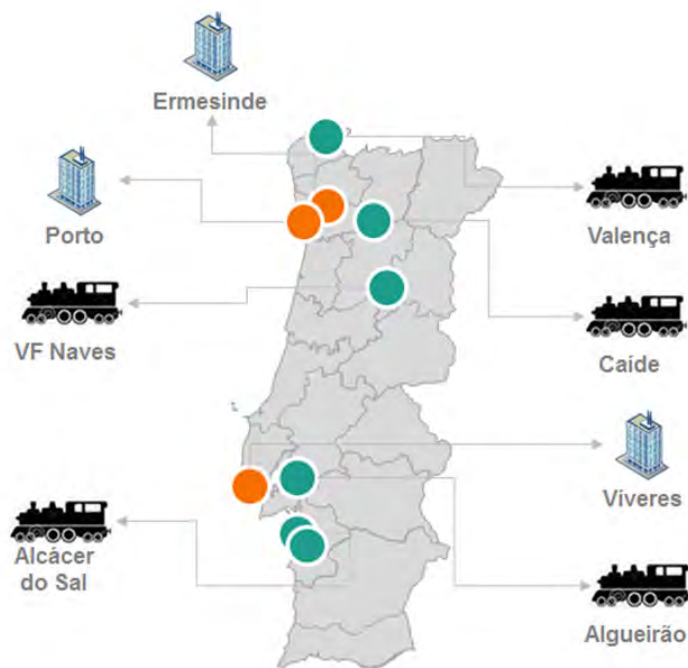 Ermesinde
Porto
Valença
VF Naves
Caíde
Víveres
Alcácer
do Sal
Algueirão